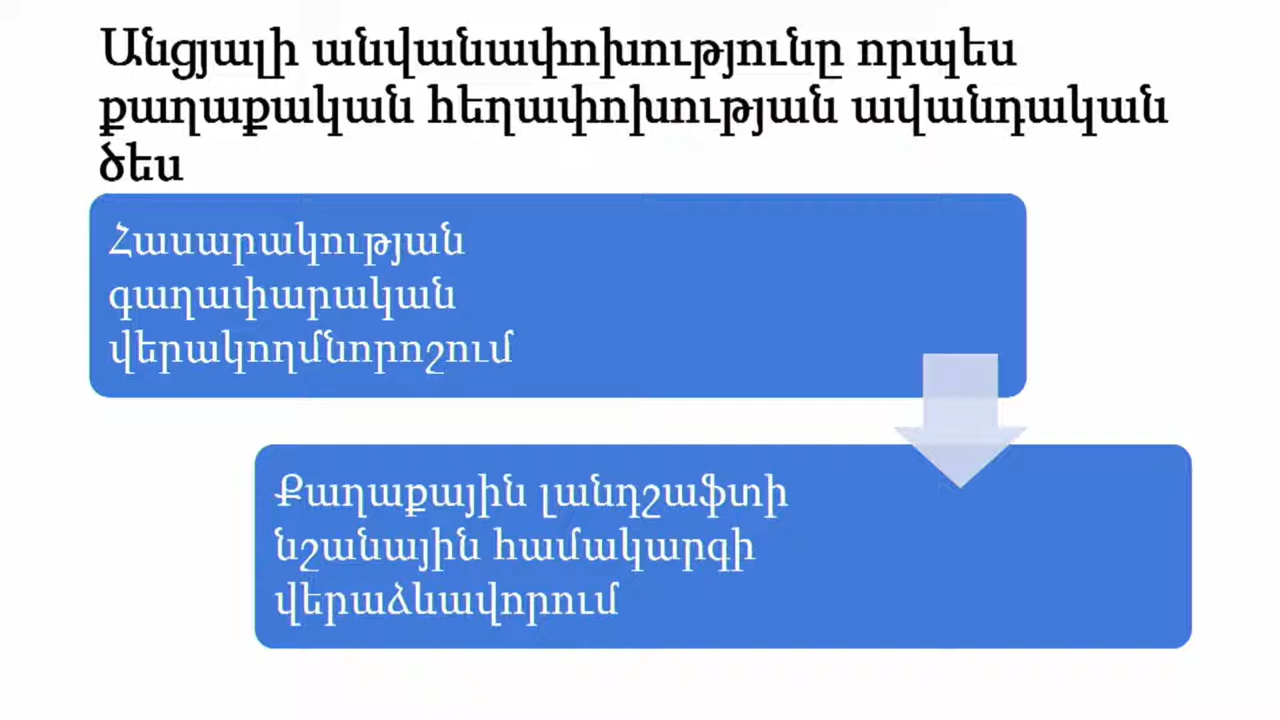 Անցյալի անվանափոխությունը որպես
քաղաքական հեղափոխության ավանդական
ծես
Հասարակության
գաղափարական
վերակողմնորոշում
Քաղաքային լանդշաֆտի
նշանային համակարգի
վերաձևավորում